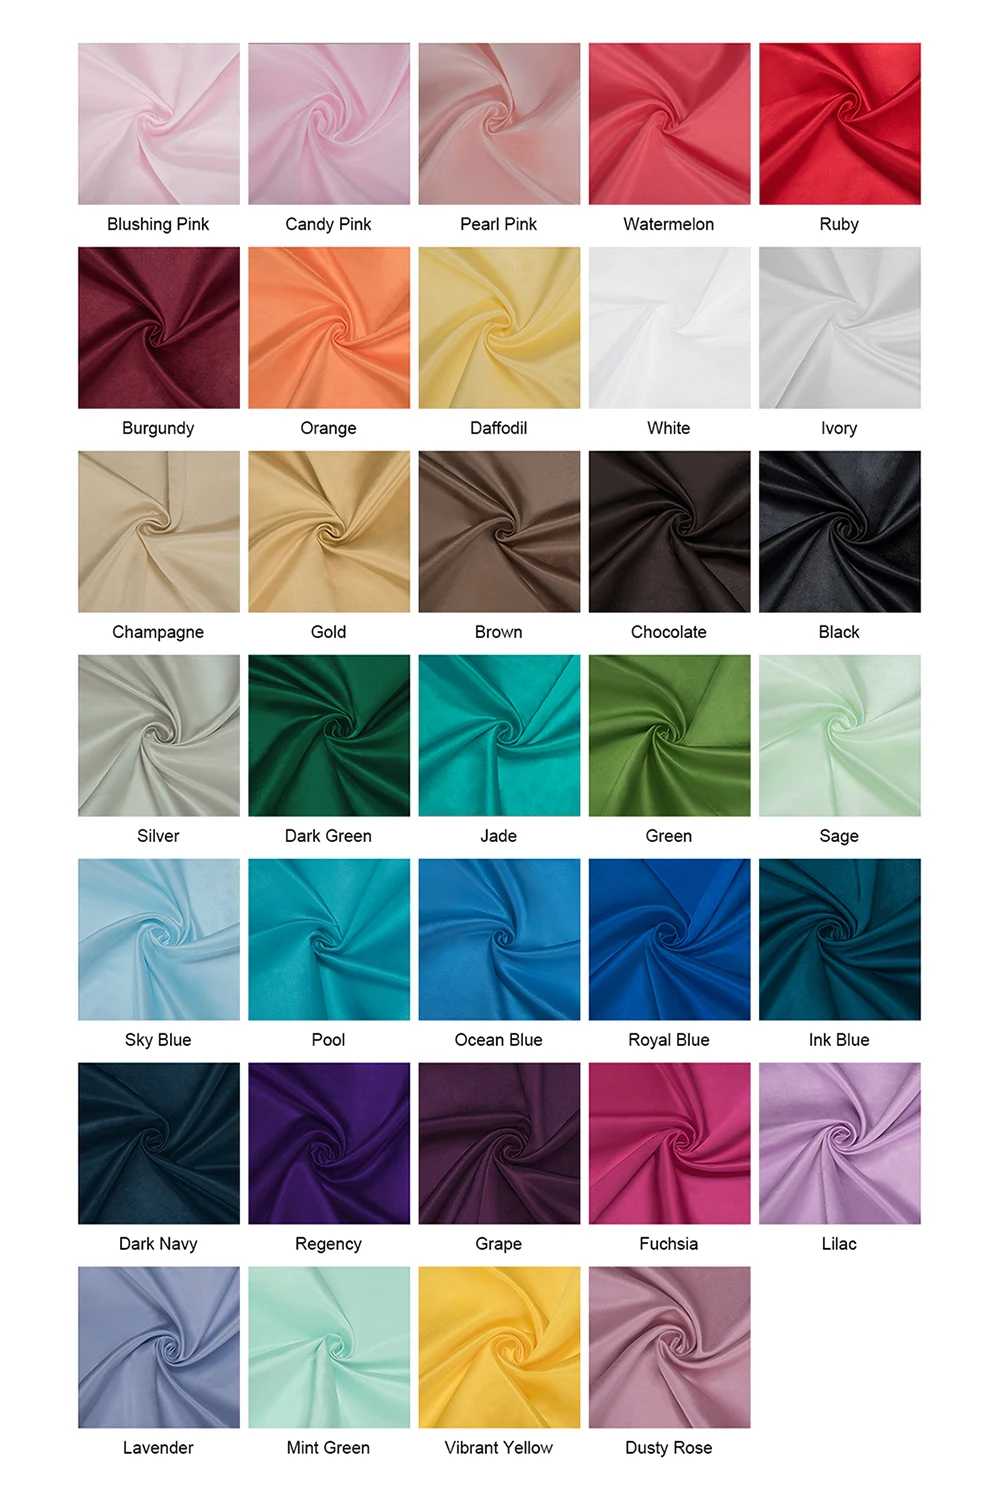 Blushing Pink
Candy Pink
Pearl Pink
Watermelon
Ruby
Burgundy
Orange
Daffodil
White
Ivory
Champagne
Gold
Brown
Chocolate
Black
Silver
Dark Green
Jade
Green
Sage
Sky Blue
Pool
Ocean Blue
Royal Blue
Ink Blue
Dark Navy
Regency
Grape
Fuchsia
Lilac
Lavender
Mint Green
Vibrant Yellow
Dusty Rose